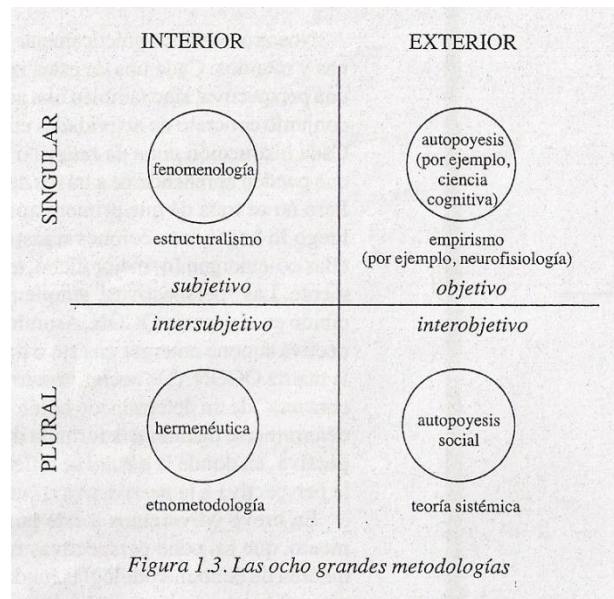 INTERIOR
EXTERIOR
SINGULAR
fenomenología
autopoyesis
(por ejemplo,
ciencia
cognitiva)
estructuralismo
empirismo
(por ejemplo, neurofisiología)
subjetivo
objetivo
intersubjetivo
interobjetivo
PLURAL
hermenéutica
autopoyesis
social
etnometodología
teoría sistémica
Figura 1.3. Las ocho grandes metodologías